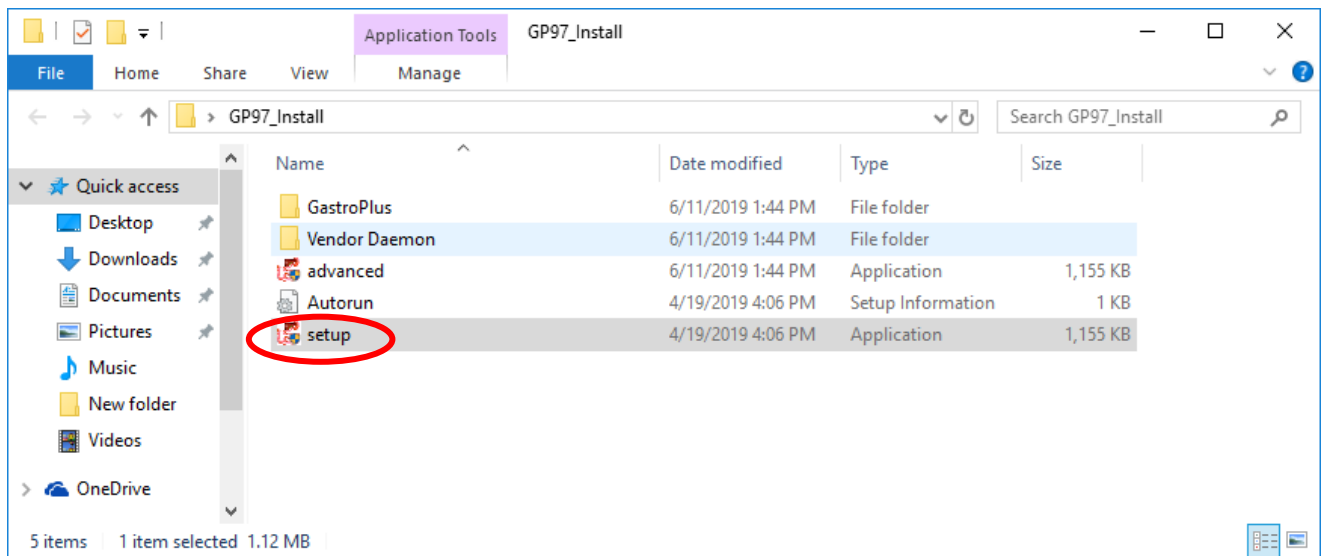 Application Tools GP97_Install
File Home Share View Manage
GP97_Install Search GP97_Install
Name Date modified Type Size
Quick access
Desktop
Downloads
Documents
Pictures
Music
New folder
Videos
OneDrive
GastroPlus 6/11/2019 1:44 PM File folder
Vendor Daemon 6/11/2019 1:44 PM File folder
advanced 6/11/2019 1:44 PM Application 1,155 KB
Autorun 4/19/2019 4:06 PM Setup Information 1 KB
setup 4/19/2019 4:06 PM Application 1,155 KB
5 items 1 item selected 1.12 MB